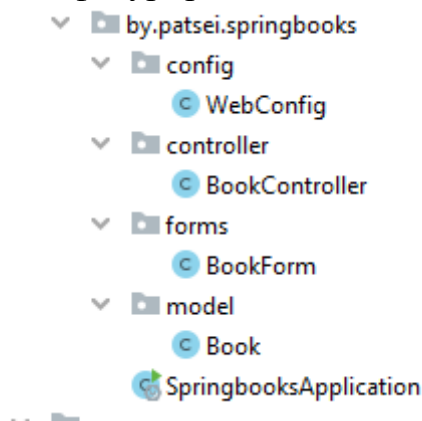 by.patsei.springbooks
config
C WebConfig
controller
C BookController
forms
C BookForm
model
C Book
SpringbooksApplication